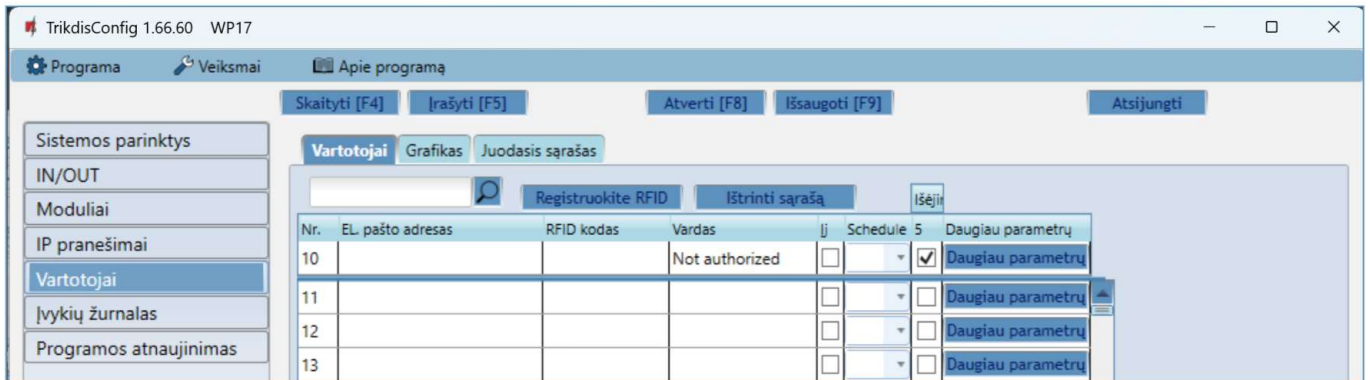 TrikdisConfig 1.66.60 WP17
Programa Veiksmai Apie programą
Skaityti [F4] Įrašyti [F5] Atverti [F8] Išsaugoti [F9] Atsijungti
Sistemos parinktys
IN/OUT
Moduliai
IP pranešimai
Vartotojai
Įvykių žurnalas
Programos atnaujinimas
Vartotojai Grafikas Juodasis sąrašas
Registruokite RFID Ištrinti sąrašą Išėjir
Nr. EL. pašto adresas RFID kodas Vardas Įj Schedule 5 Daugiau parametrų
10 Not authorized Daugiau parametrų
11 Daugiau parametrų
12 Daugiau parametrų
13 Daugiau parametrų